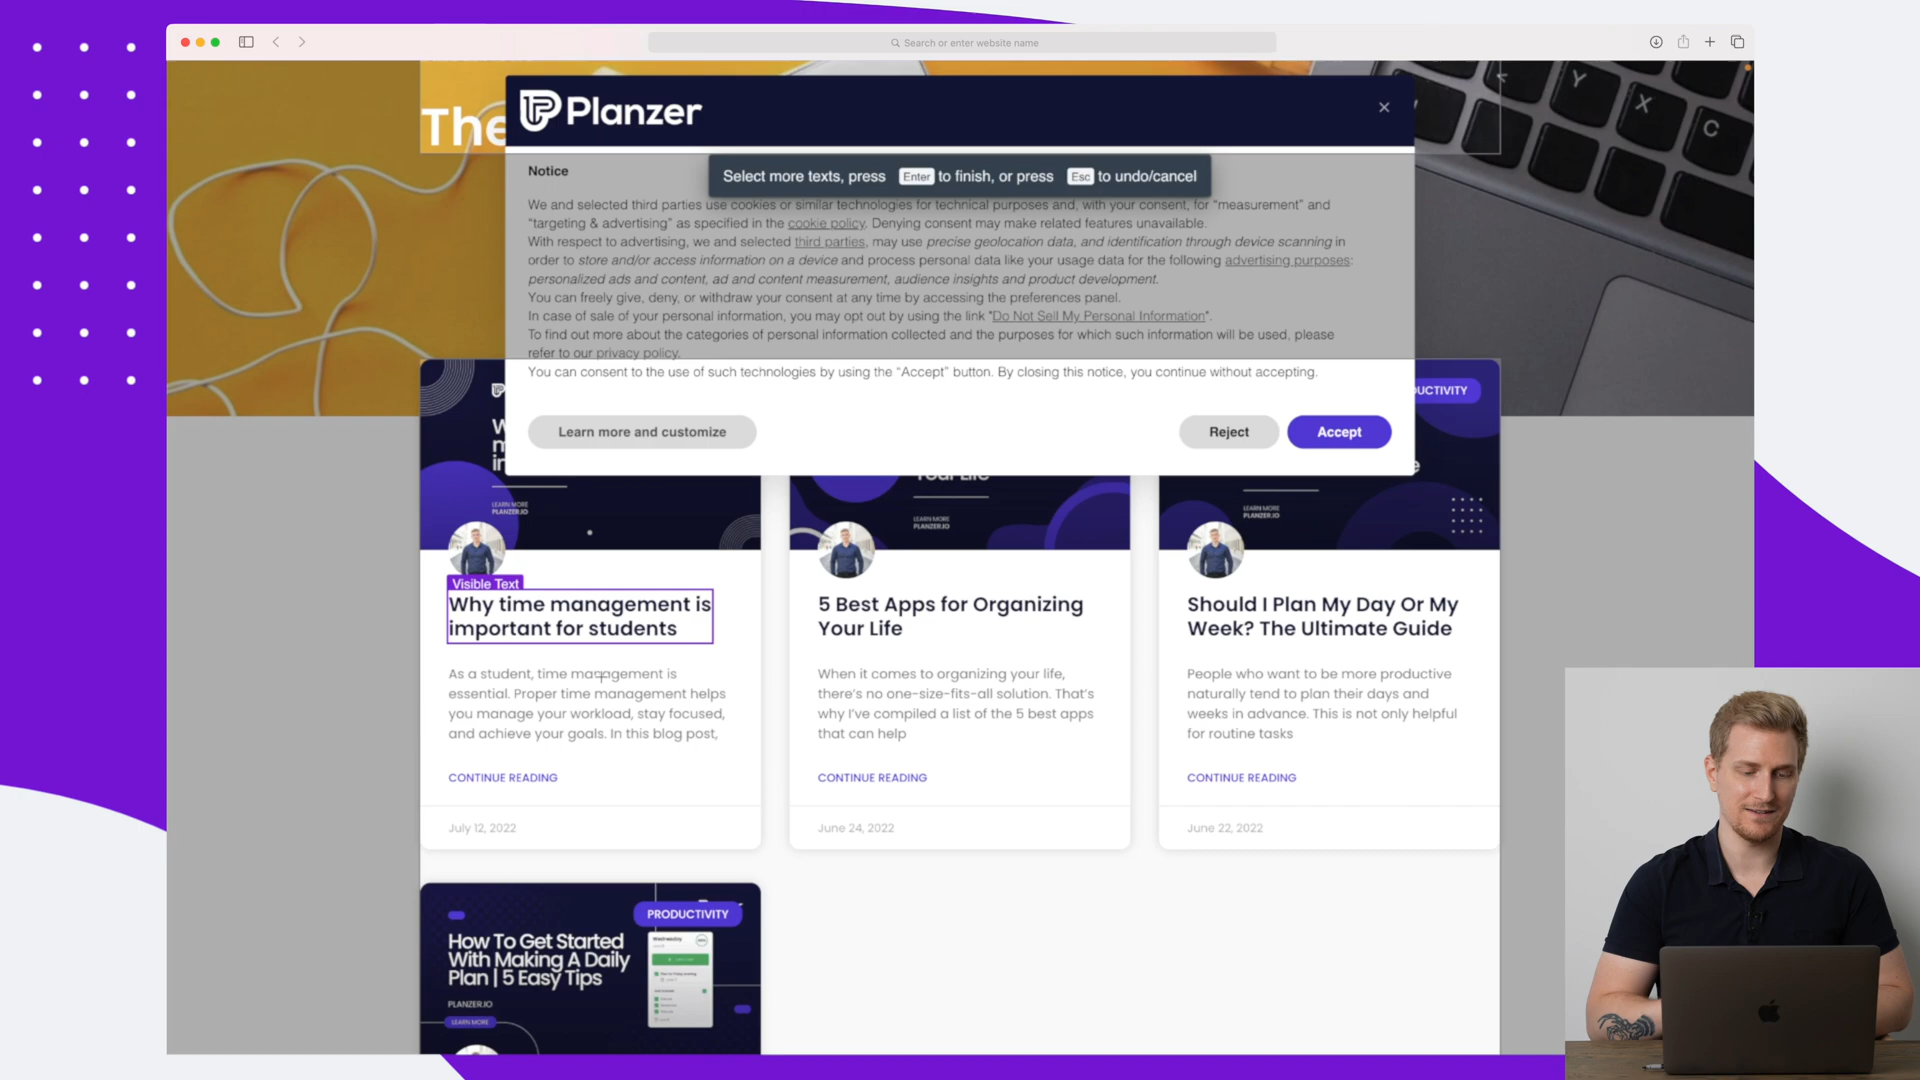 Search or enter website name
The
Planzer
Y
X
C
Notice
Select more texts, press Enter to finish, or press Esc to undo/cancel
We and selected third parties use cookies or similar technologies for technical purposes and, with your consent, for “measurement” and
“targeting & advertising” as specified in the cookie policy. Denying consent may make related features unavailable.
With respect to advertising, we and selected third parties, may use precise geolocation data, and identification through device scanning in
order to store and/or access information on a device and process personal data like your usage data for the following advertising purposes:
personalized ads and content, ad and content measurement, audience insights and product development.
You can freely give, deny, or withdraw your consent at any time by accessing the preferences panel.
In case of sale of your personal information, you may opt out by using the link "Do Not Sell My Personal Information".
To find out more about the categories of personal information collected and the purposes for which such information will be used, please
refer to our privacy policy.
You can consent to the use of such technologies by using the “Accept” button. By closing this notice, you continue without accepting.
Learn more and customize
Reject
Accept
UCTIVITY
Your Life
LEARN MORE
PLANZER.IO
LEARN MORE
PLANZER.IO
LEARN MORE
PLANZER.IO
Visible Text
Why time management is
important for students
As a student, time management is
essential. Proper time management helps
you manage your workload, stay focused,
and achieve your goals. In this blog post,
CONTINUE READING
July 12, 2022
5 Best Apps for Organizing
Your Life
When it comes to organizing your life,
there's no one-size-fits-all solution. That's
why I've compiled a list of the 5 best apps
that can help
CONTINUE READING
June 24, 2022
Should I Plan My Day Or My
Week? The Ultimate Guide
People who want to be more productive
naturally tend to plan their days and
weeks in advance. This is not only helpful
for routine tasks
CONTINUE READING
June 22, 2022
PRODUCTIVITY
How To Get Started
With Making A Daily
Plan | 5 Easy Tips
PLANZER.IO
LEARN MORE
Wednesday